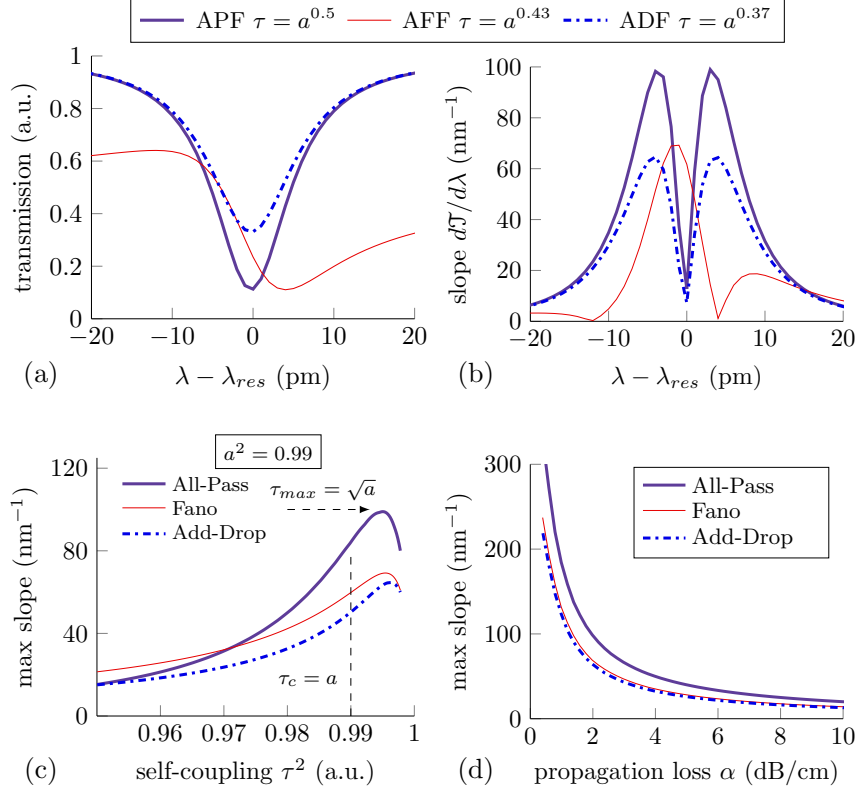 APF τ = a^0.5 AFF τ = a^0.43 ADF τ = a^0.37
transmission (a.u.)
1
0.8
0.6
0.4
0.2
0
−20 −10 0 10 20
(a) λ − λ_res (pm)
slope d𝒯/dλ (nm⁻¹)
100
80
60
40
20
0
−20 −10 0 10 20
(b) λ − λ_res (pm)
a² = 0.99
max slope (nm⁻¹)
120
80
40
0
All-Pass
Fano
Add-Drop
τ_max = √a
τ_c = a
0.96 0.97 0.98 0.99 1
(c) self-coupling τ² (a.u.)
max slope (nm⁻¹)
300
200
100
0
All-Pass
Fano
Add-Drop
0 2 4 6 8 10
(d) propagation loss α (dB/cm)